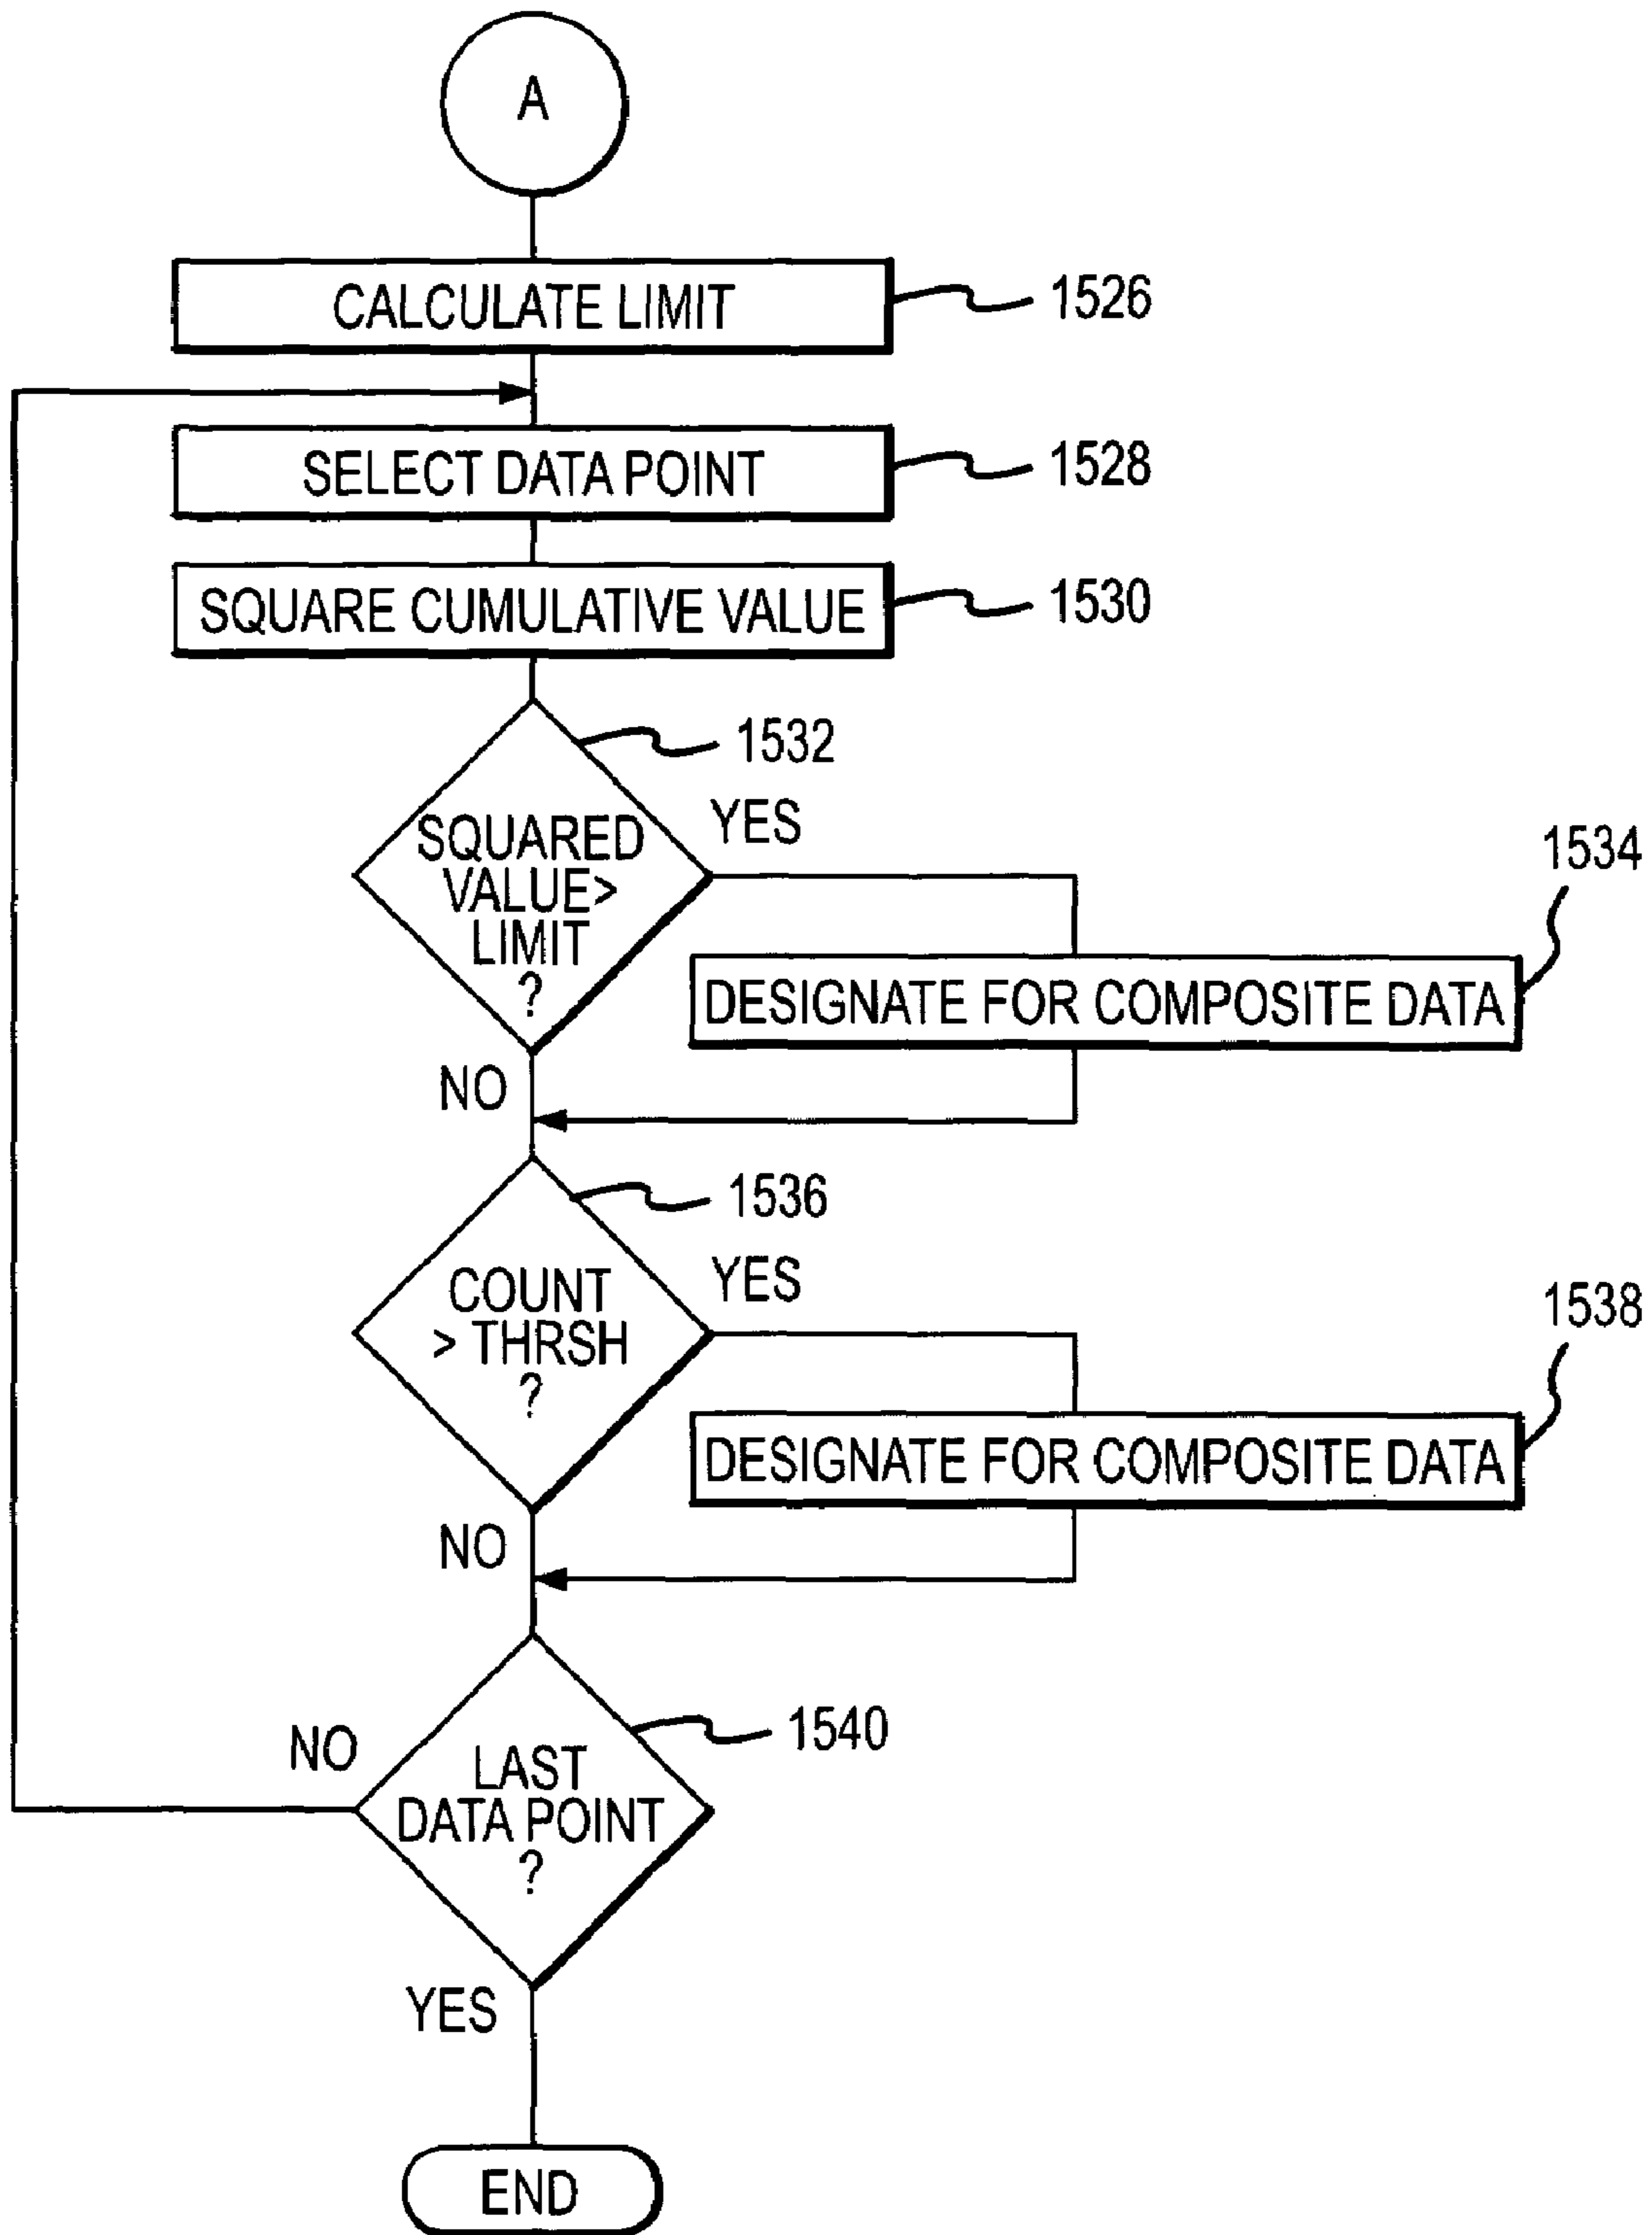 A
CALCULATE LIMIT
1526
SELECT DATA POINT
1528
SQUARE CUMULATIVE VALUE
1530
1532
SQUARED
VALUE>
LIMIT
?
YES
1534
DESIGNATE FOR COMPOSITE DATA
NO
1536
COUNT
> THRSH
?
YES
1538
DESIGNATE FOR COMPOSITE DATA
NO
1540
NO
LAST
DATA POINT
?
YES
END